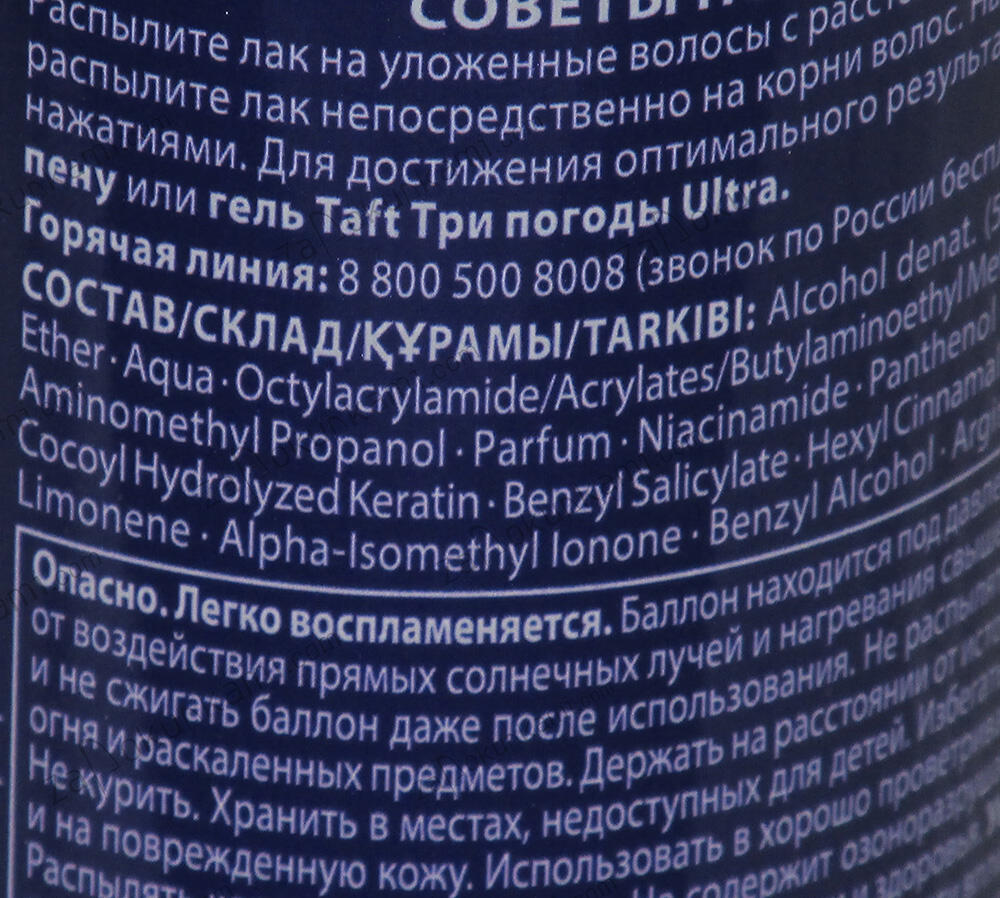 СОВЕТЫ
Распылите лак на уложенные волосы с
распылите лак непосредственно на корни волос.
нажатиями. Для достижения оптимального
пену или гель Taft Три погоды Ultra.
Горячая линия: 8 800 500 8008 (звонок по России
СОСТАВ/СКЛАД/ҚҰРАМЫ/TARKIBI: Alcohol denat.
Ether · Aqua · Octylacrylamide/Acrylates/Butylaminoethyl
Aminomethyl Propanol · Parfum · Niacinamide · Panthenol
Cocoyl Hydrolyzed Keratin · Benzyl Salicylate · Hexyl
Limonene · Alpha-Isomethyl Ionone · Benzyl Alcohol ·
Опасно. Легко воспламеняется. Баллон находится под
от воздействия прямых солнечных лучей и нагревания
и не сжигать баллон даже после использования. Не
огня и раскаленных предметов. Держать на расстоянии от
Не курить. Хранить в местах, недоступных для детей.
и на поврежденную кожу. Использовать в хорошо
Распылять содержит